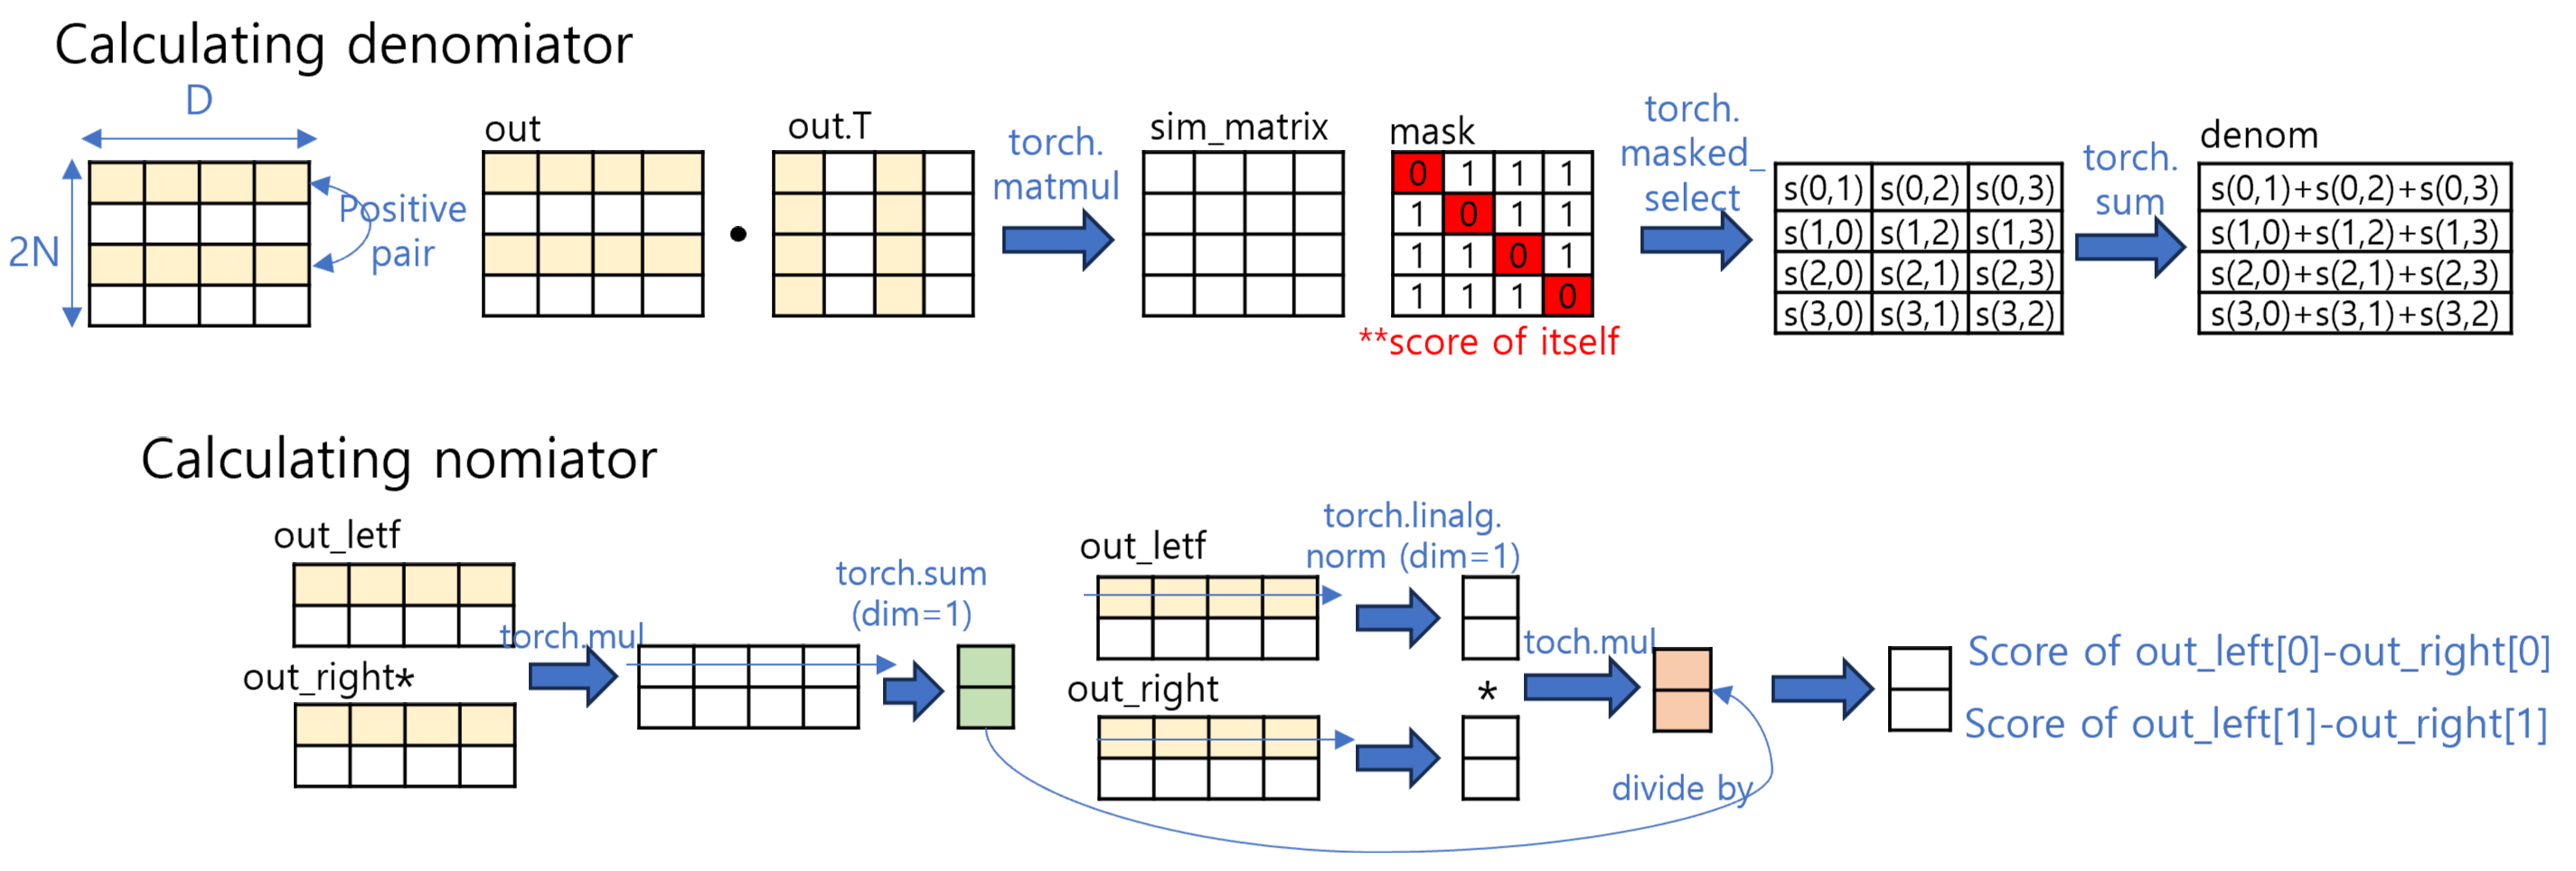 Calculating denomiator
D
2N
Positive
pair
out
out.T
torch.
matmul
sim_matrix
mask
0 1 1 1
1 0 1 1
1 1 0 1
1 1 1 0
**score of itself
torch.
masked_
select
s(0,1) s(0,2) s(0,3)
s(1,0) s(1,2) s(1,3)
s(2,0) s(2,1) s(2,3)
s(3,0) s(3,1) s(3,2)
torch.
sum
denom
s(0,1)+s(0,2)+s(0,3)
s(1,0)+s(1,2)+s(1,3)
s(2,0)+s(2,1)+s(2,3)
s(3,0)+s(3,1)+s(3,2)
Calculating nomiator
out_letf
out_right*
torch.mul
torch.sum
(dim=1)
out_letf
out_right
torch.linalg.
norm (dim=1)
*
toch.mul
divide by
Score of out_left[0]-out_right[0]
Score of out_left[1]-out_right[1]